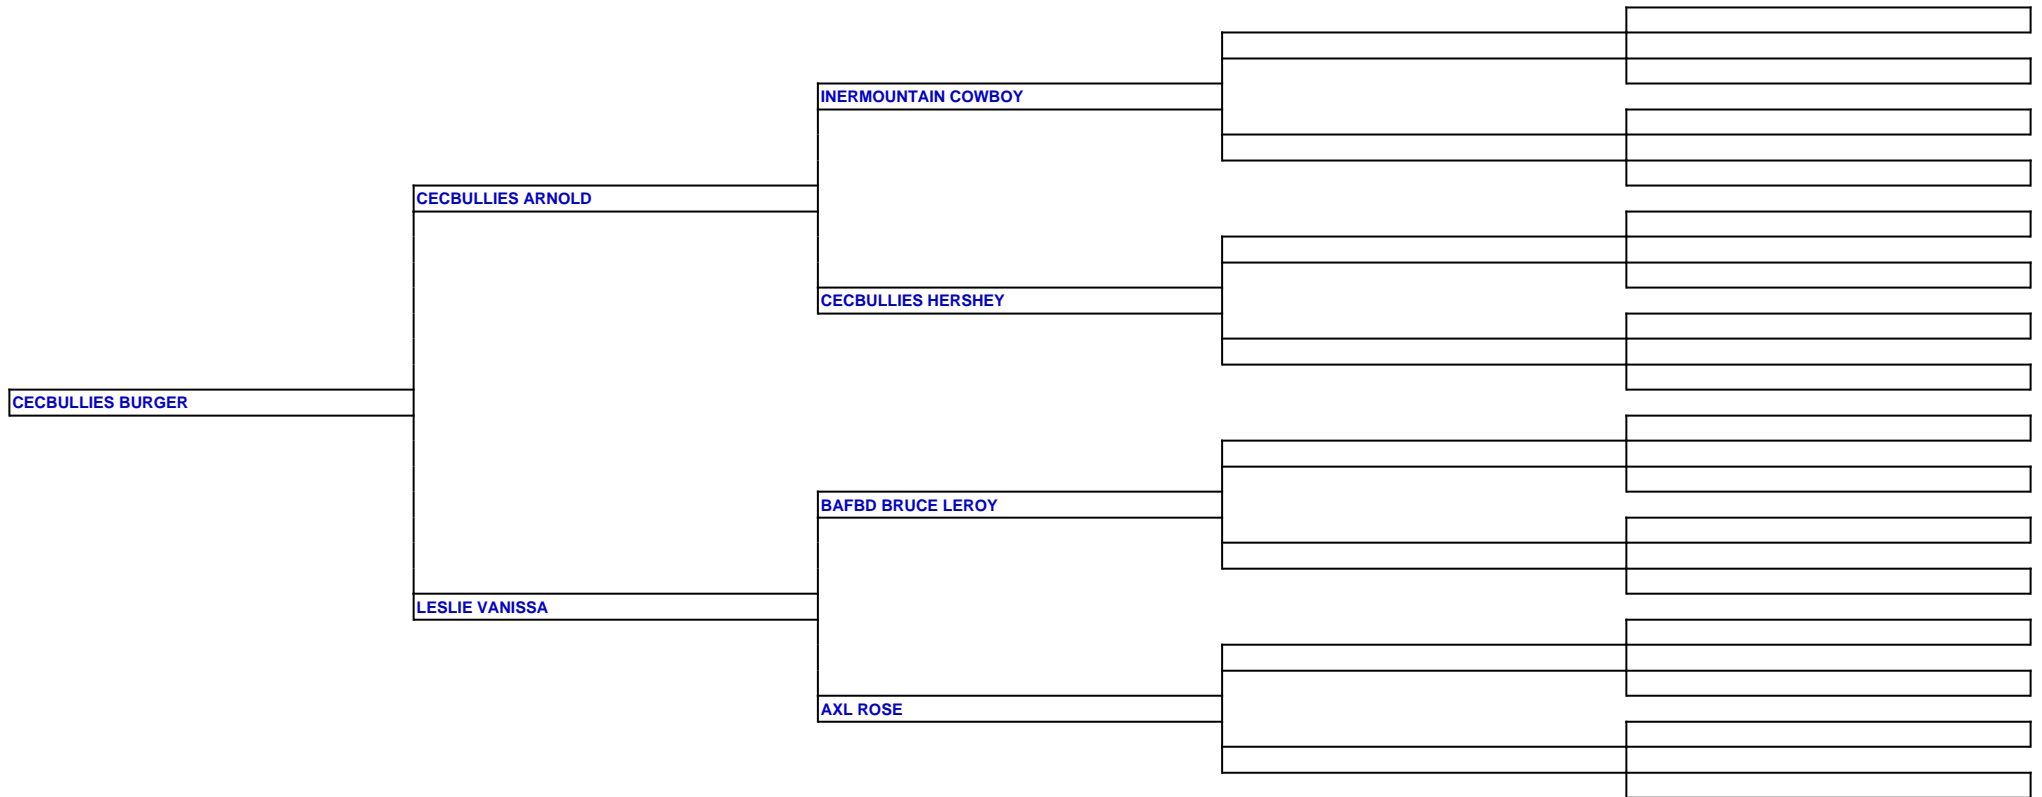 INERMOUNTAIN COWBOY
CECBULLIES ARNOLD
CECBULLIES HERSHEY
CECBULLIES BURGER
BAFBD BRUCE LEROY
LESLIE VANISSA
AXL ROSE